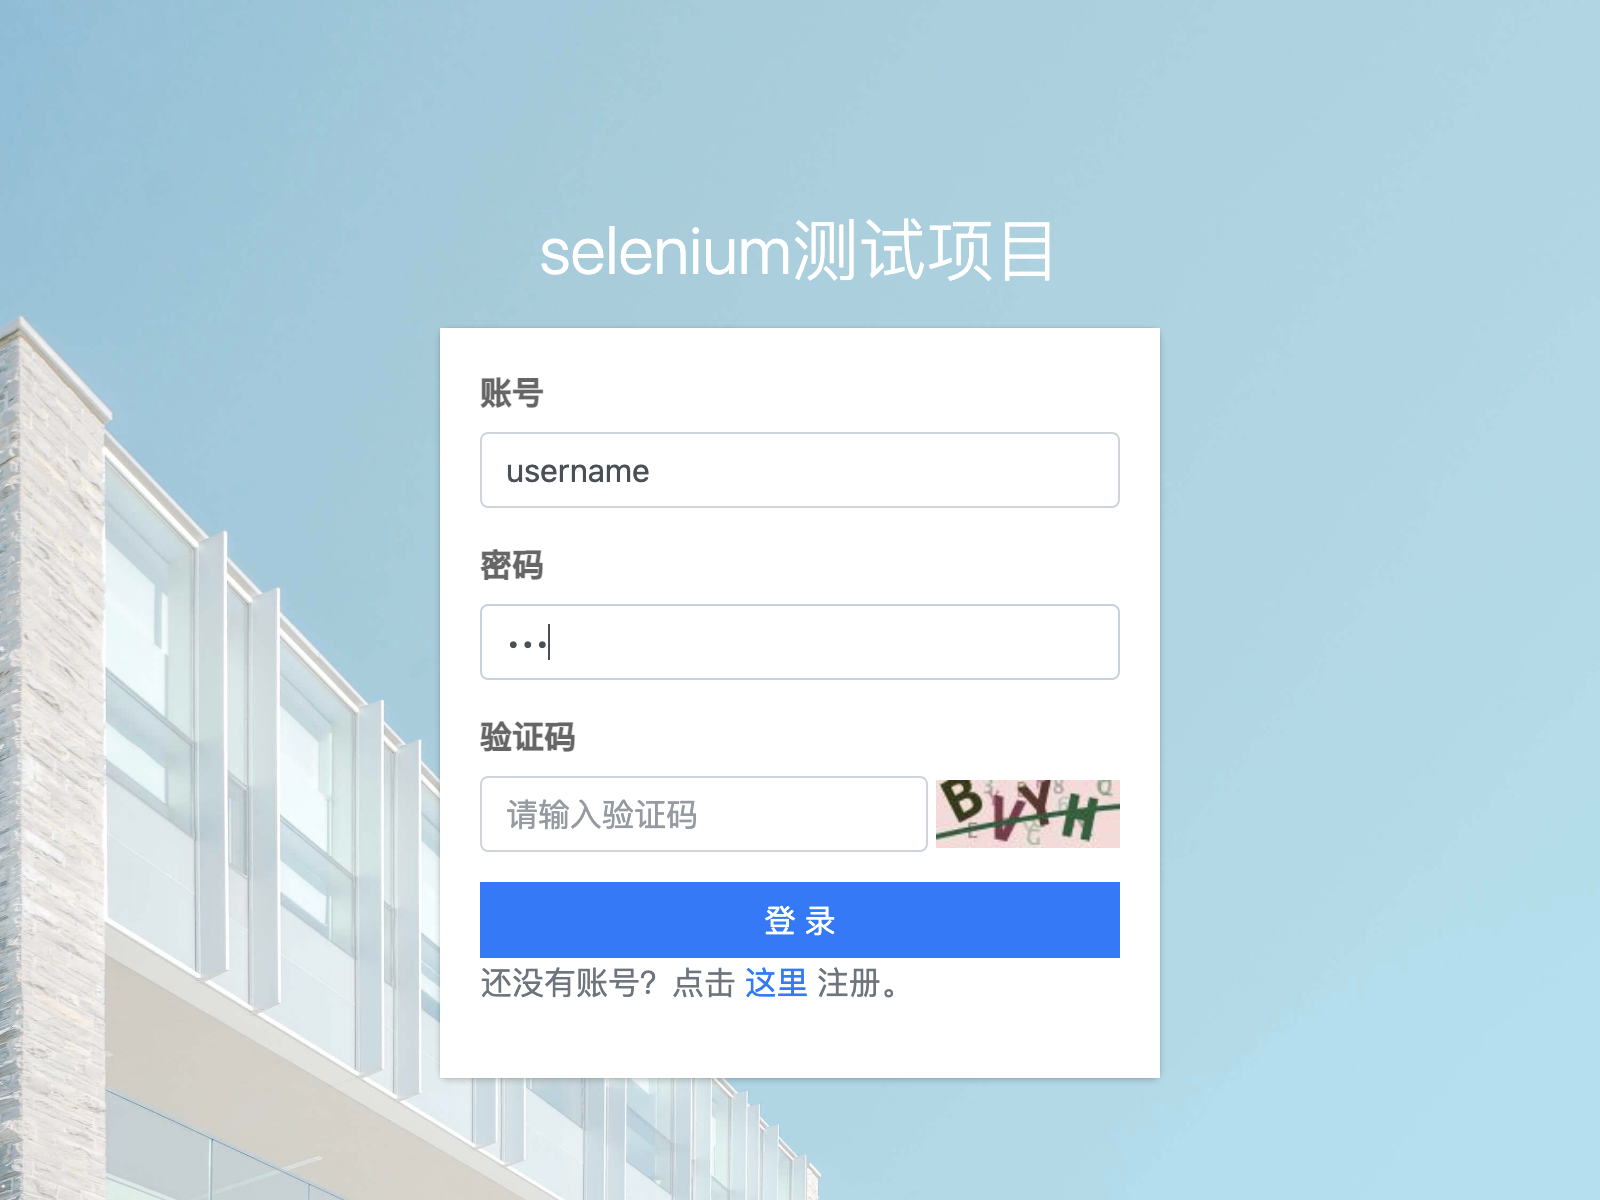 selenium测试项目
账号
username
密码
•••
验证码
请输入验证码
BVYH
登 录
还没有账号？点击 这里 注册。